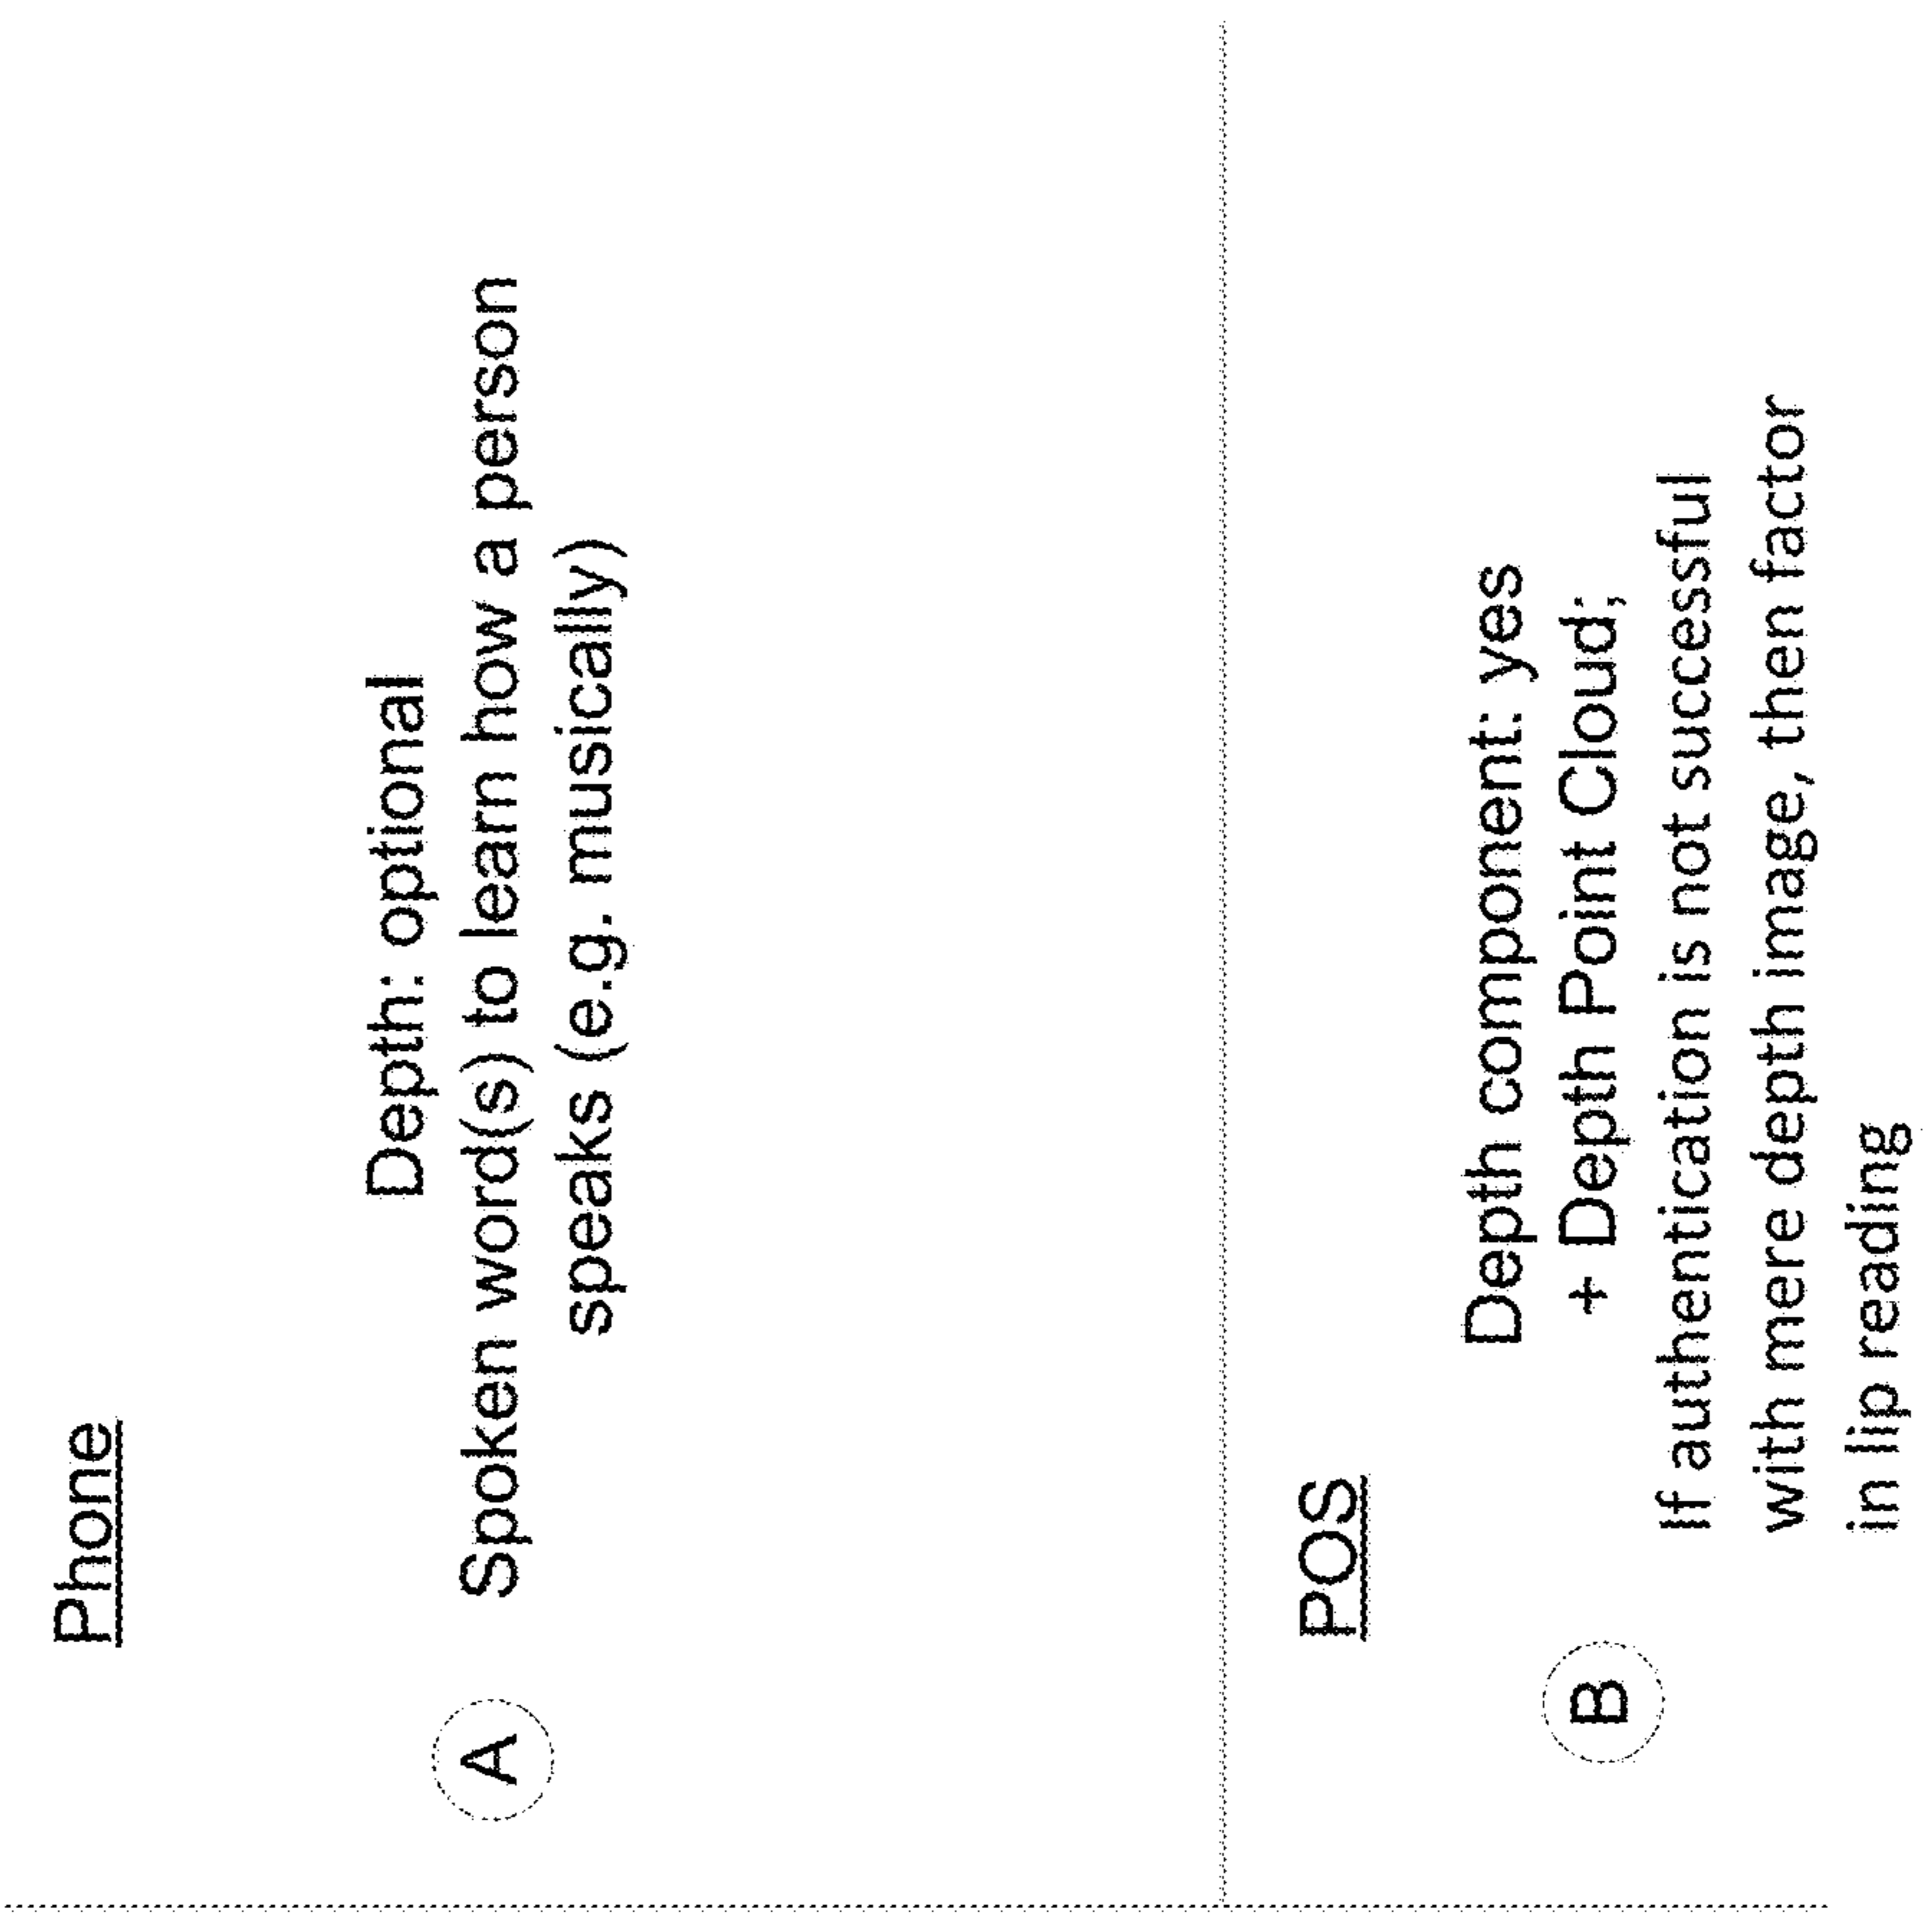 Phone
Depth: optional
A
Spoken word(s) to learn how a person
speaks (e.g. musically)
POS
Depth component: yes
+ Depth Point Cloud;
B
If authentication is not successful
with mere depth image, then factor
in lip reading